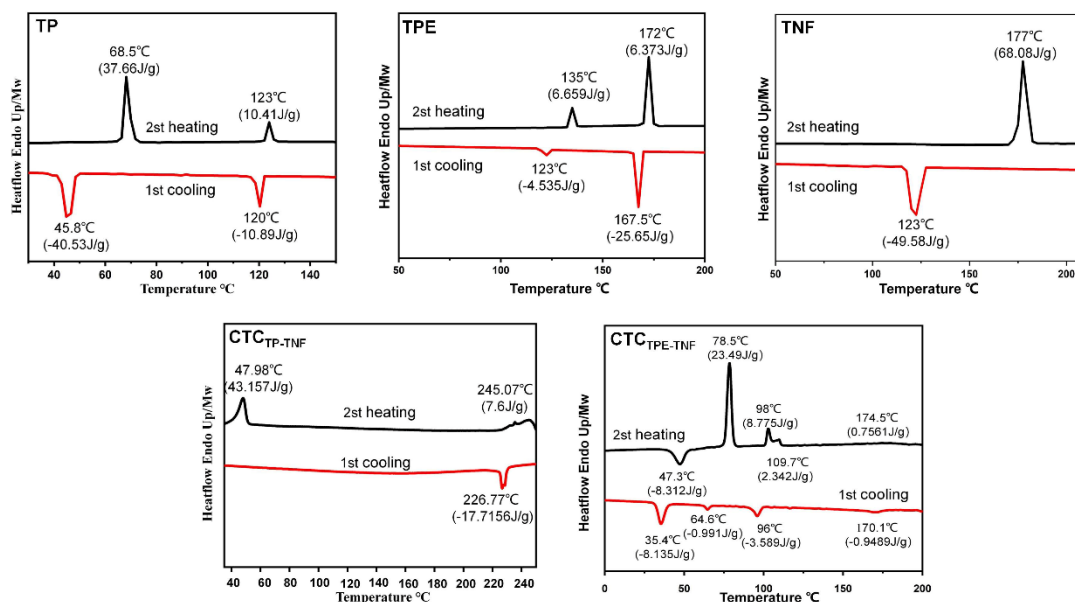 TP
Heatflow Endo Up/Mw
68.5℃
(37.66J/g)
123℃
(10.41J/g)
2st heating
1st cooling
45.8℃
(-40.53J/g)
120℃
(-10.89J/g)
40 60 80 100 120 140
Temperature °C
TPE
Heatflow Endo Up/Mw
172℃
(6.373J/g)
135℃
(6.659J/g)
2st heating
1st cooling
123℃
(-4.535J/g)
167.5℃
(-25.65J/g)
50 100 150 200
Temperature ℃
TNF
Heatflow Endo Up/Mw
177℃
(68.08J/g)
2st heating
1st cooling
123℃
(-49.58J/g)
50 100 150 200
Temperature ℃
CTC TP-TNF
Heatflow Endo Up/Mw
47.98℃
(43.157J/g)
245.07℃
(7.6J/g)
2st heating
1st cooling
226.77℃
(-17.7156J/g)
40 60 80 100 120 140 160 180 200 220 240
Temperature °C
CTC TPE-TNF
Heatflow Endo Up/Mw
78.5℃
(23.49J/g)
98℃
(8.775J/g)
174.5℃
(0.7561J/g)
2st heating
109.7℃
(2.342J/g)
47.3℃
(-8.312J/g)
1st cooling
64.6℃
(-0.991J/g)
96℃
(-3.589J/g)
170.1℃
(-0.9489J/g)
35.4℃
(-8.135J/g)
0 50 100 150 200
Temperature °C